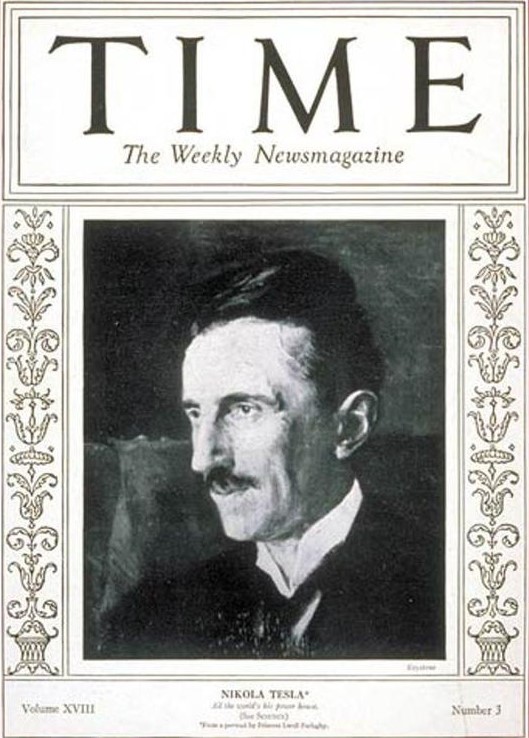 TIME
The Weekly Newsmagazine
Keystone
NIKOLA TESLA*
All the world's his power house.
(See SCIENCE)
*From a portrait by Princess Lwoff-Parlaghy.
Volume XVIII
Number 3